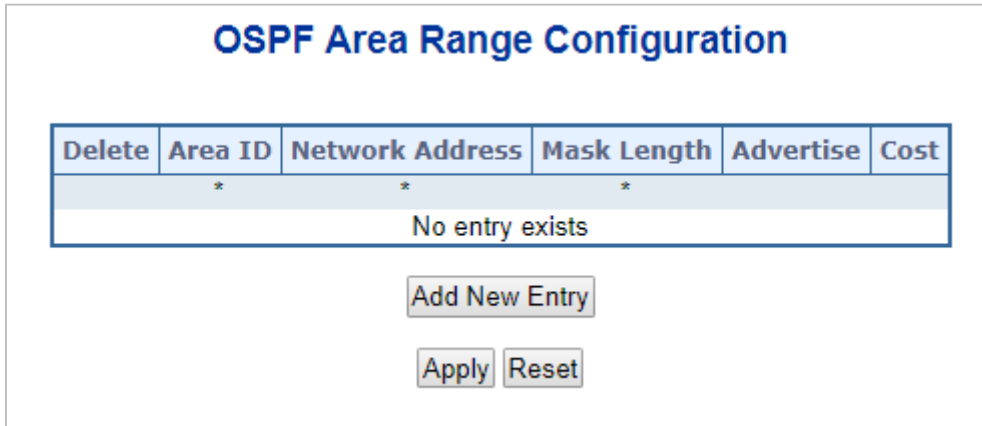 OSPF Area Range Configuration
Delete Area ID Network Address Mask Length Advertise Cost
* * *
No entry exists
Add New Entry
Apply Reset